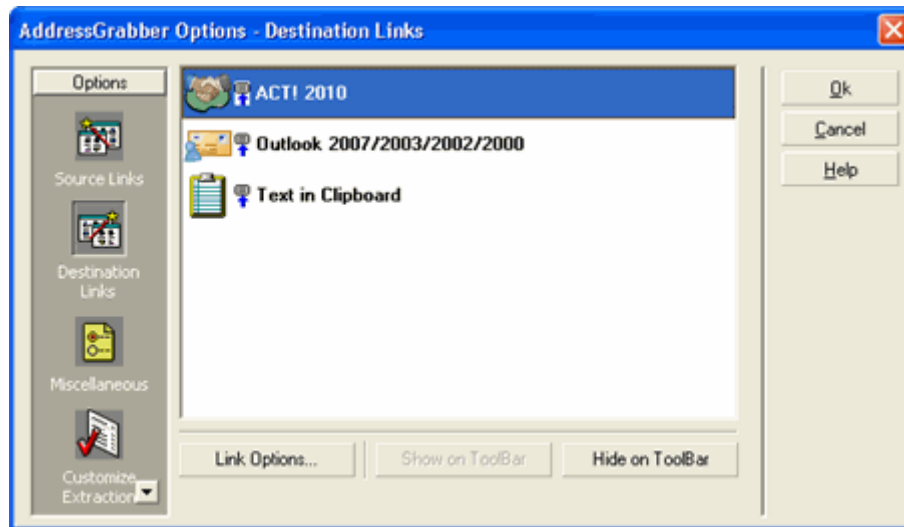 AddressGrabber Options - Destination Links
Options
Source Links
Destination
Links
Miscellaneous
Customize
Extraction
ACT! 2010
Outlook 2007/2003/2002/2000
Text in Clipboard
Link Options...
Show on ToolBar
Hide on ToolBar
Ok
Cancel
Help